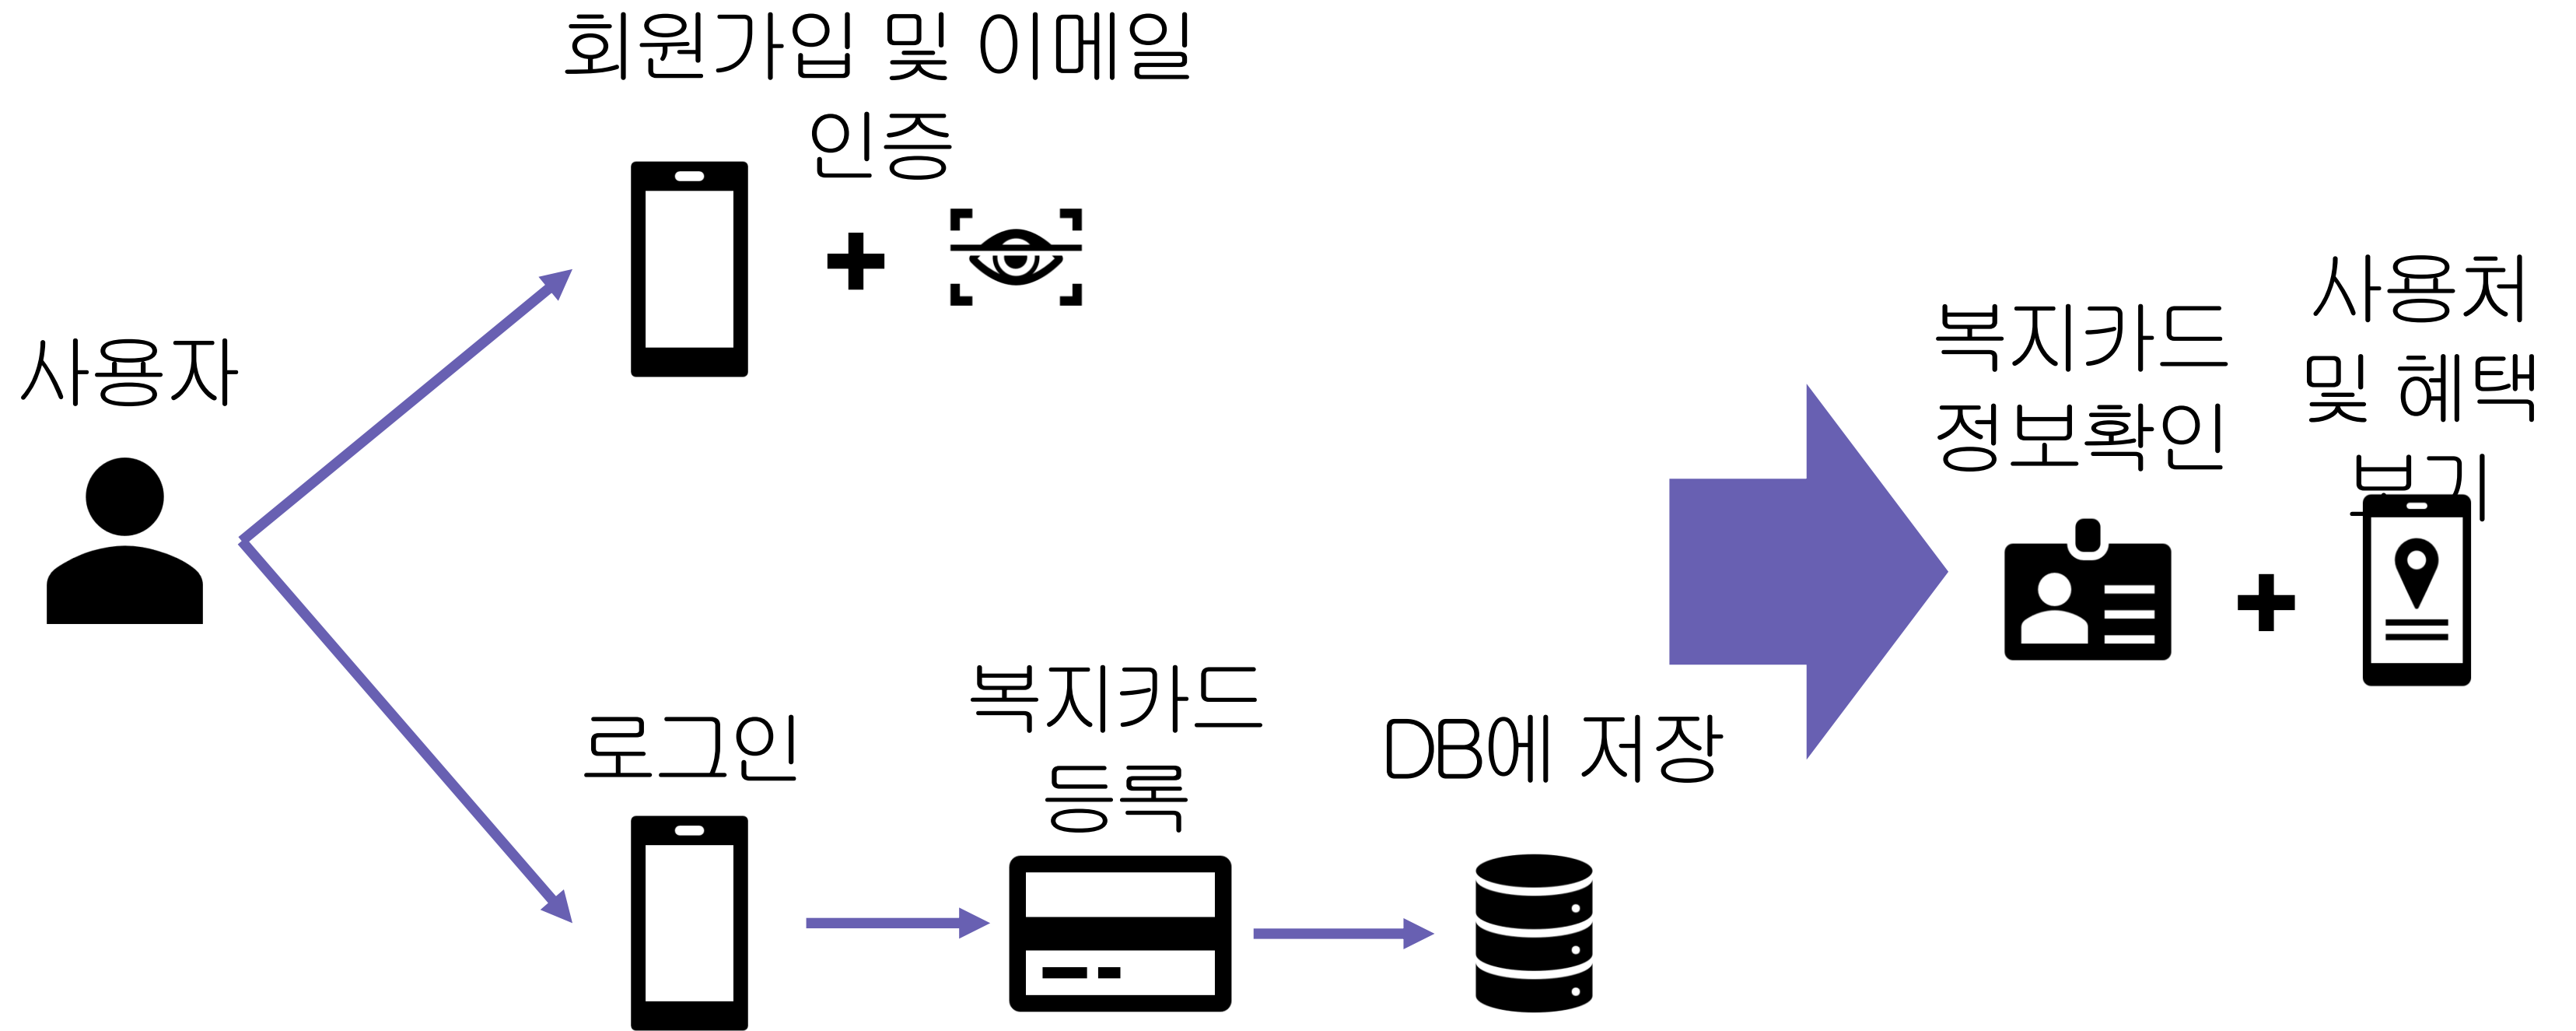 회원가입 및 이메일
인증
사용자
복지카드
정보확인
사용처
및 혜택
보기
로그인
복지카드
등록
DB에 저장